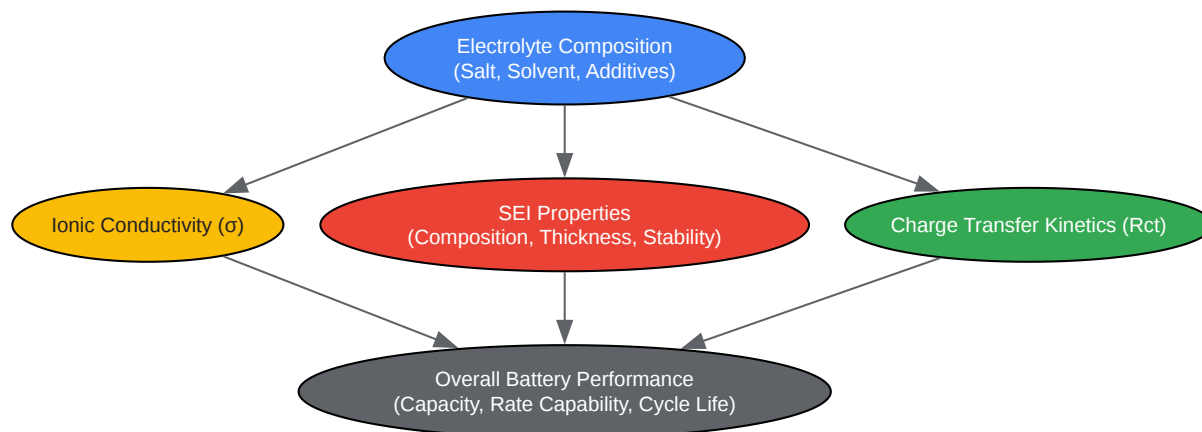 Electrolyte Composition
(Salt, Solvent, Additives)
Ionic Conductivity (σ)
SEI Properties
(Composition, Thickness, Stability)
Charge Transfer Kinetics (Rct)
Overall Battery Performance
(Capacity, Rate Capability, Cycle Life)